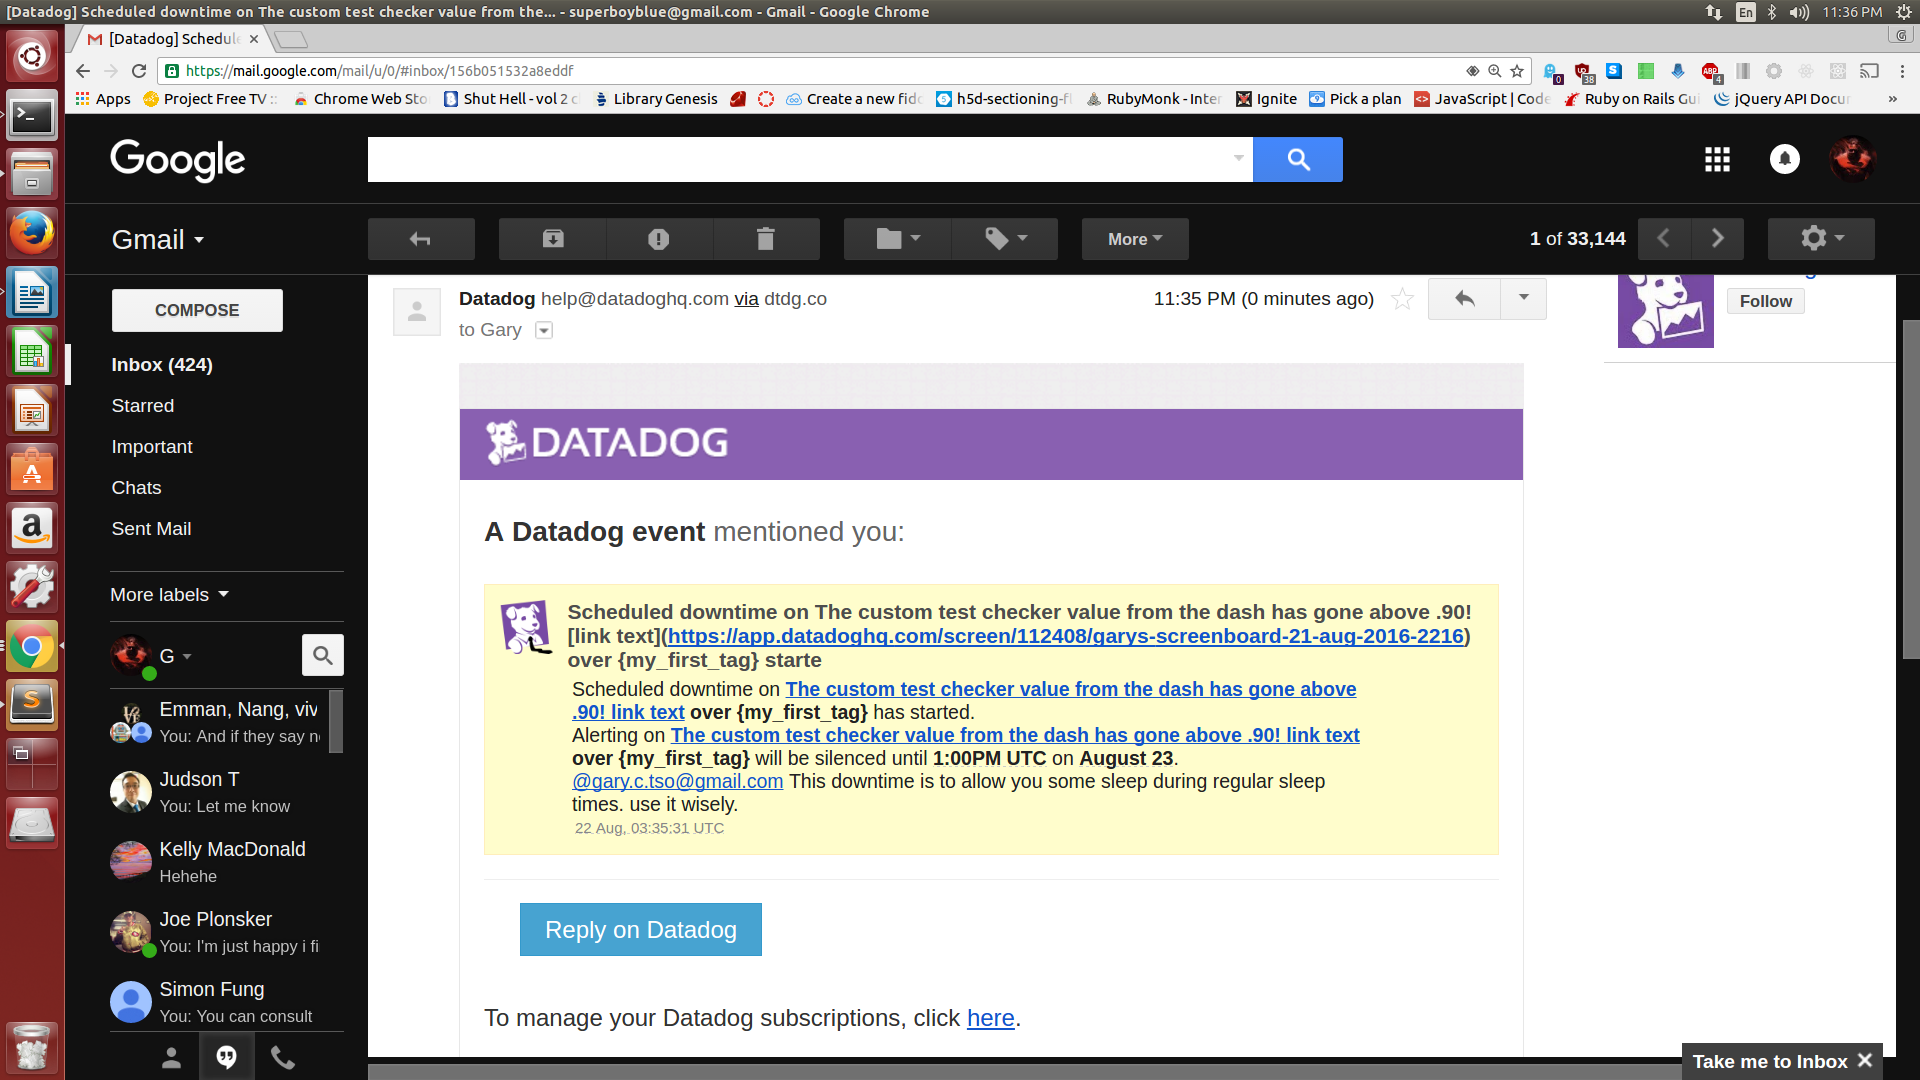 [Datadog] Scheduled downtime on The custom test checker value from the... - superboyblue@gmail.com - Gmail - Google Chrome
En
11:36 PM
[Datadog] Schedul
https://mail.google.com/mail/u/0/#inbox/156b051532a8eddf
0
38
4
Apps
Project Free TV ::
Chrome Web Sto
Shut Hell - vol 2 c
Library Genesis
Create a new fidd
h5d-sectioning-fl
RubyMonk - Inter
Ignite
Pick a plan
JavaScript | Code
Ruby on Rails Gui
jQuery API Docum
»
Google
Gmail
More
1 of 33,144
COMPOSE
Inbox (424)
Starred
Important
Chats
Sent Mail
More labels
G
Emman, Nang, viv
You: And if they say n
Judson T
You: Let me know
Kelly MacDonald
Hehehe
Joe Plonsker
You: I'm just happy i fi
Simon Fung
You: You can consult
Datadog help@datadoghq.com via dtdg.co
11:35 PM (0 minutes ago)
to Gary
Follow
DATADOG
A Datadog event mentioned you:
Scheduled downtime on The custom test checker value from the dash has gone above .90!
[link text](https://app.datadoghq.com/screen/112408/garys-screenboard-21-aug-2016-2216)
over {my_first_tag} starte
Scheduled downtime on The custom test checker value from the dash has gone above
.90! link text over {my_first_tag} has started.
Alerting on The custom test checker value from the dash has gone above .90! link text
over {my_first_tag} will be silenced until 1:00PM UTC on August 23.
@gary.c.tso@gmail.com This downtime is to allow you some sleep during regular sleep
times. use it wisely.
22 Aug, 03:35:31 UTC
Reply on Datadog
To manage your Datadog subscriptions, click here.
Take me to Inbox